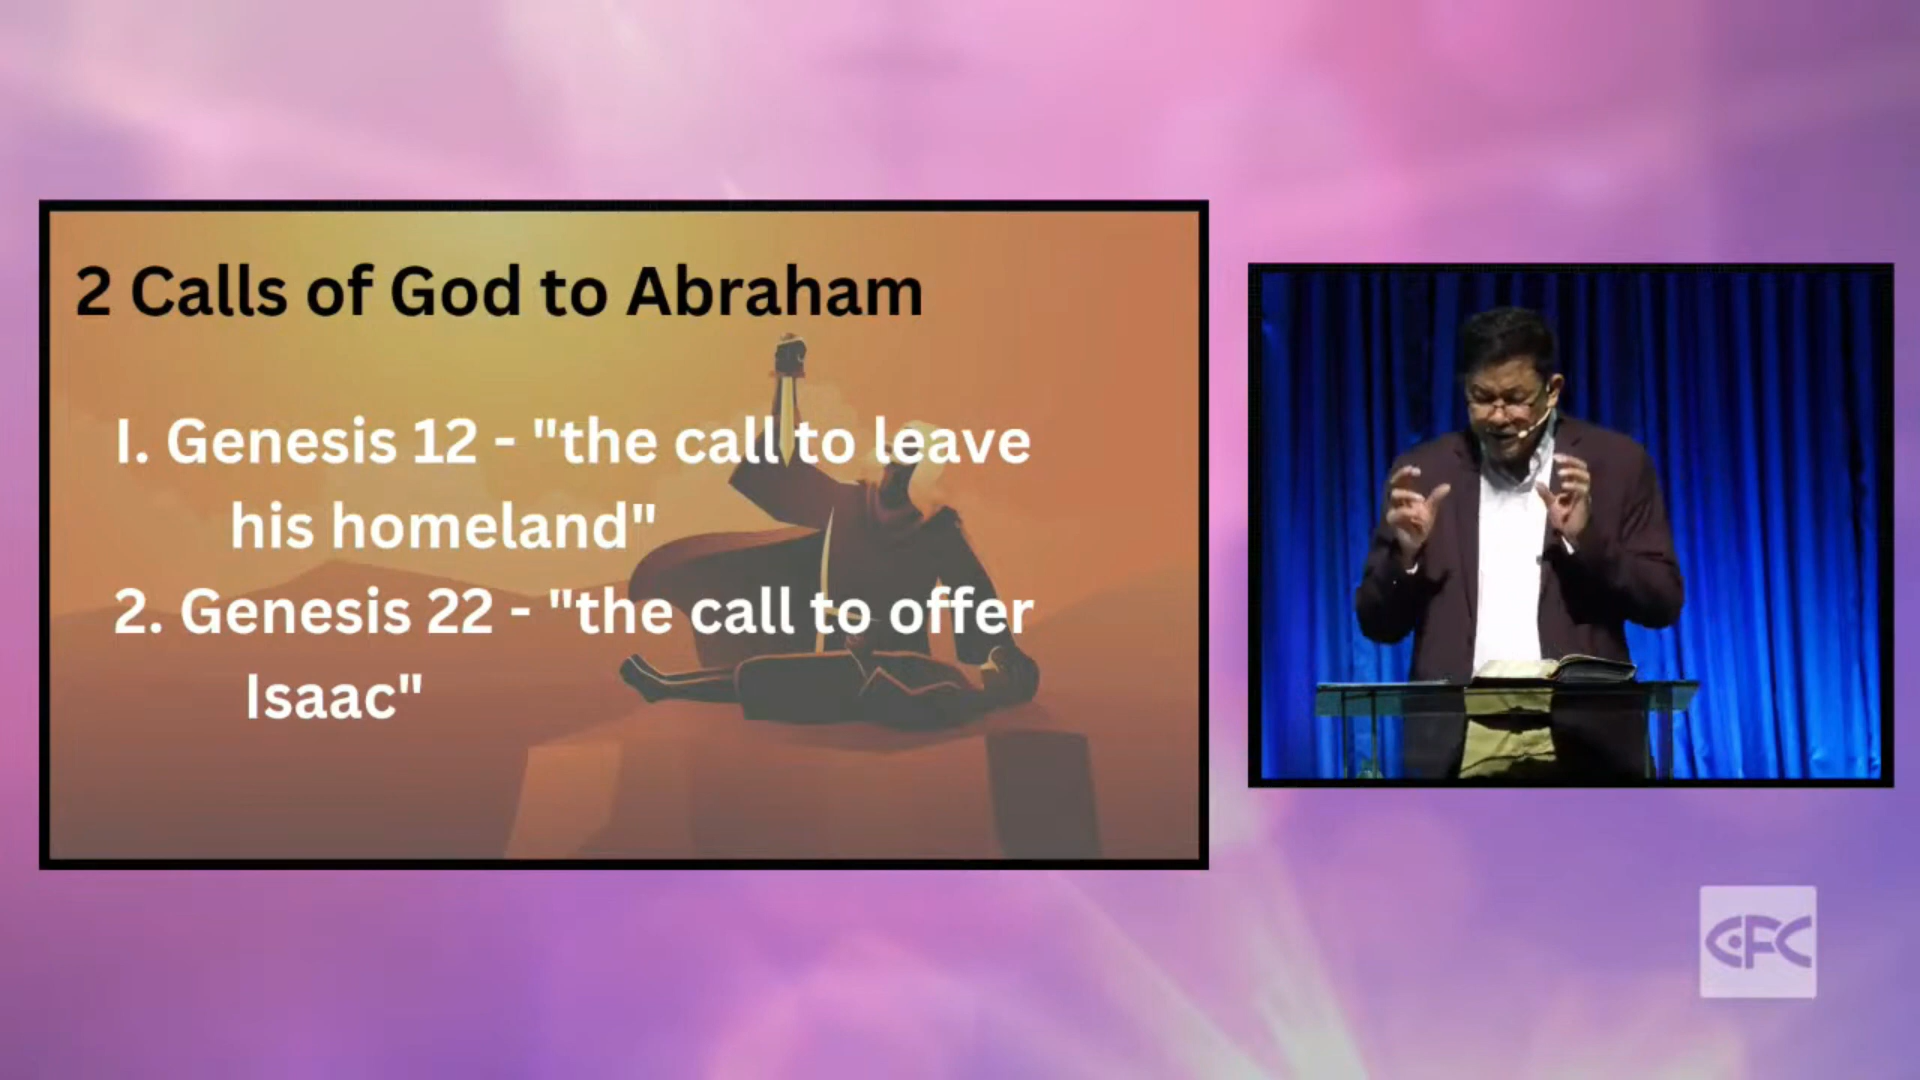 2 Calls of God to Abraham
I. Genesis 12 - "the call to leave
his homeland"
2. Genesis 22 - "the call to offer
Isaac"
CFC